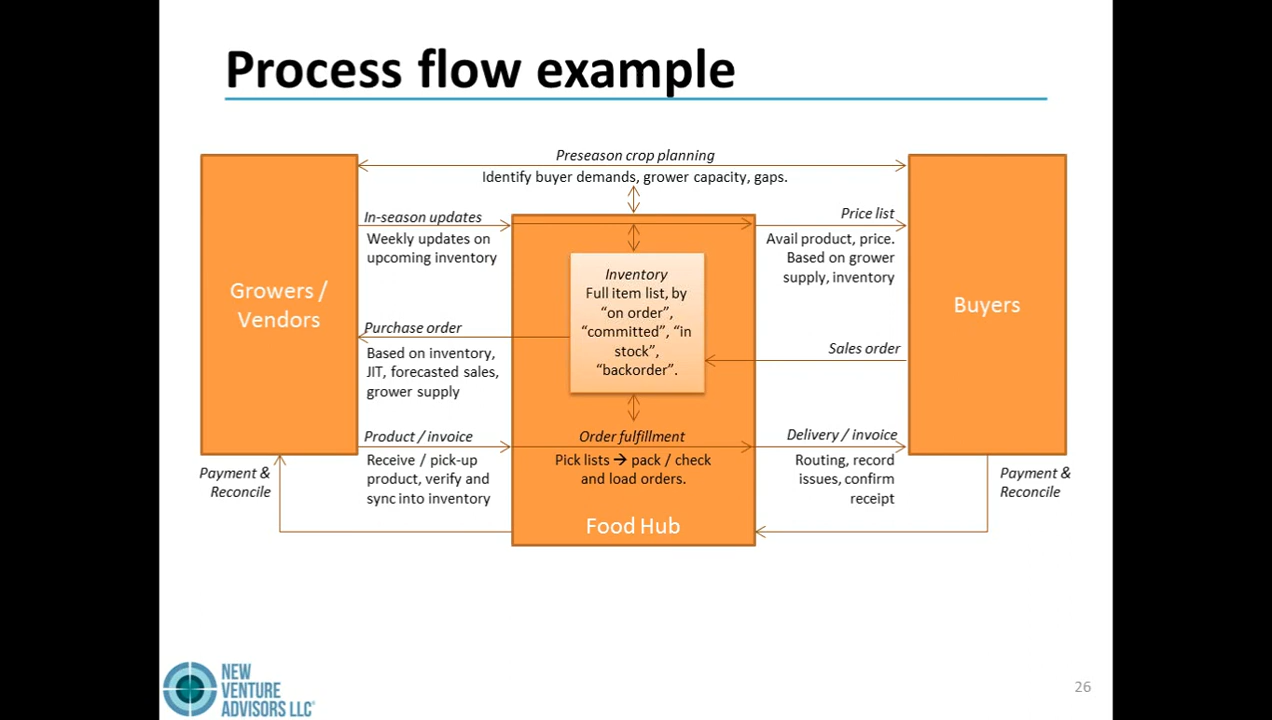 Process flow example
Preseason crop planning
Identify buyer demands, grower capacity, gaps.
Growers /
Vendors
In-season updates
Weekly updates on
upcoming inventory
Purchase order
Based on inventory,
JIT, forecasted sales,
grower supply
Product / invoice
Receive / pick-up
product, verify and
sync into inventory
Payment &
Reconcile
Inventory
Full item list, by
“on order”,
“committed”, “in
stock”,
“backorder”.
Order fulfillment
Pick lists → pack / check
and load orders.
Food Hub
Price list
Avail product, price.
Based on grower
supply, inventory
Sales order
Delivery / invoice
Routing, record
issues, confirm
receipt
Buyers
Payment &
Reconcile
NEW
VENTURE
ADVISORS LLC
26